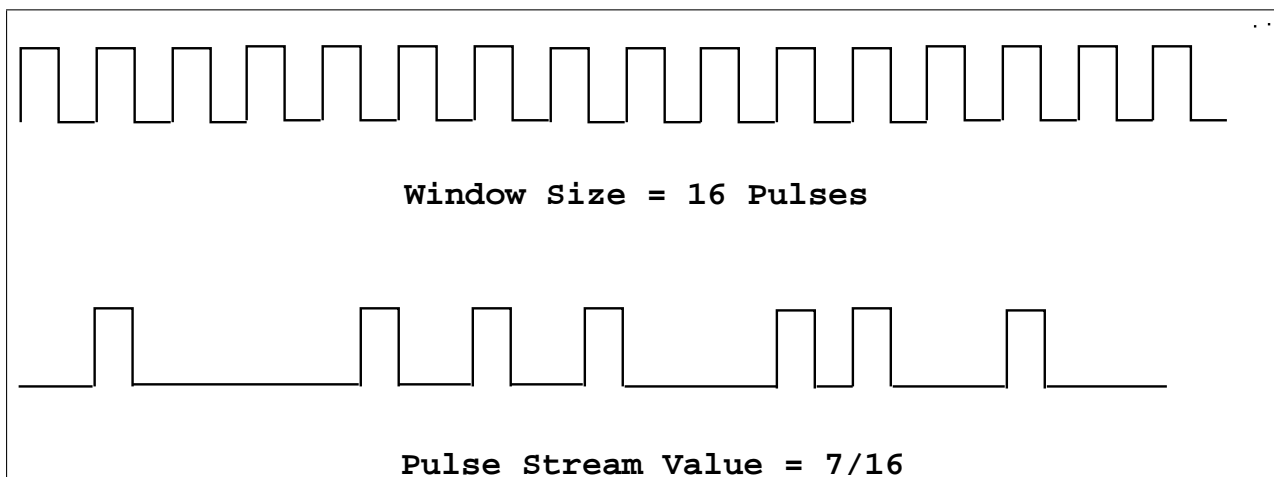 Window Size = 16 Pulses
Pulse Stream Value = 7/16